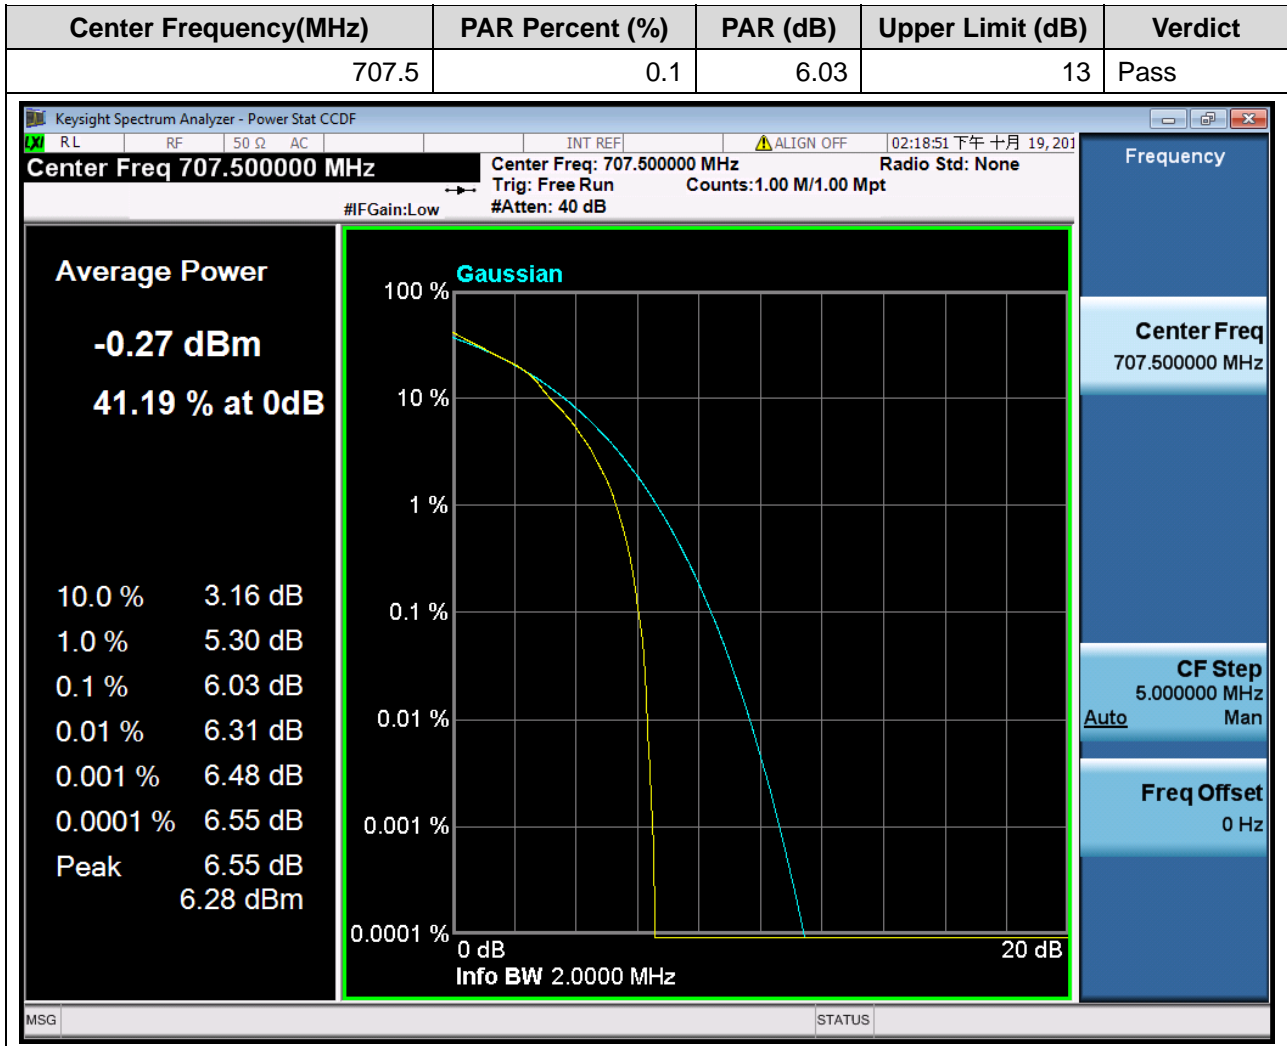 Center Frequency(MHz) PAR Percent (%) PAR (dB) Upper Limit (dB) Verdict
707.5 0.1 6.03 13 Pass
Keysight Spectrum Analyzer - Power Stat CCDF
LXI RL RF 50 Ω AC INT REF ALIGN OFF 02:18:51 下午 十月 19, 201
Center Freq 707.500000 MHz
Center Freq: 707.500000 MHz Radio Std: None
Trig: Free Run Counts:1.00 M/1.00 Mpt
#IFGain:Low #Atten: 40 dB
Average Power
-0.27 dBm
41.19 % at 0dB
10.0 % 3.16 dB
1.0 % 5.30 dB
0.1 % 6.03 dB
0.01 % 6.31 dB
0.001 % 6.48 dB
0.0001 % 6.55 dB
Peak 6.55 dB
6.28 dBm
Gaussian
100 %
10 %
1 %
0.1 %
0.01 %
0.001 %
0.0001 %
0 dB 20 dB
Info BW 2.0000 MHz
Frequency
Center Freq
707.500000 MHz
CF Step
5.000000 MHz
Auto Man
Freq Offset
0 Hz
MSG STATUS